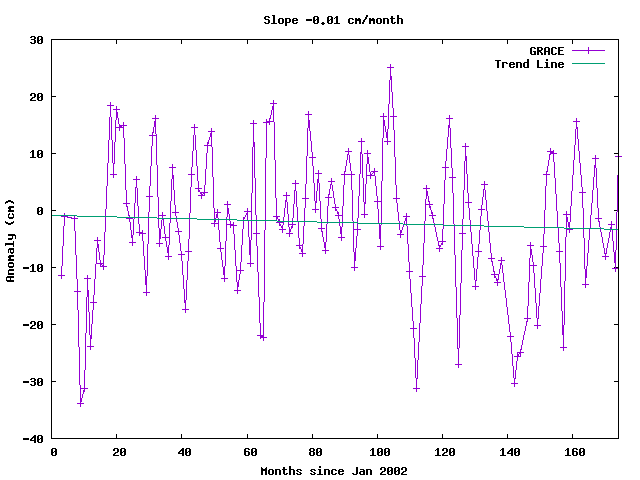 Slope -0.01 cm/month
30
20
10
0
-10
-20
-30
-40
Anomaly (cm)
GRACE
Trend Line
0 20 40 60 80 100 120 140 160
Months since Jan 2002